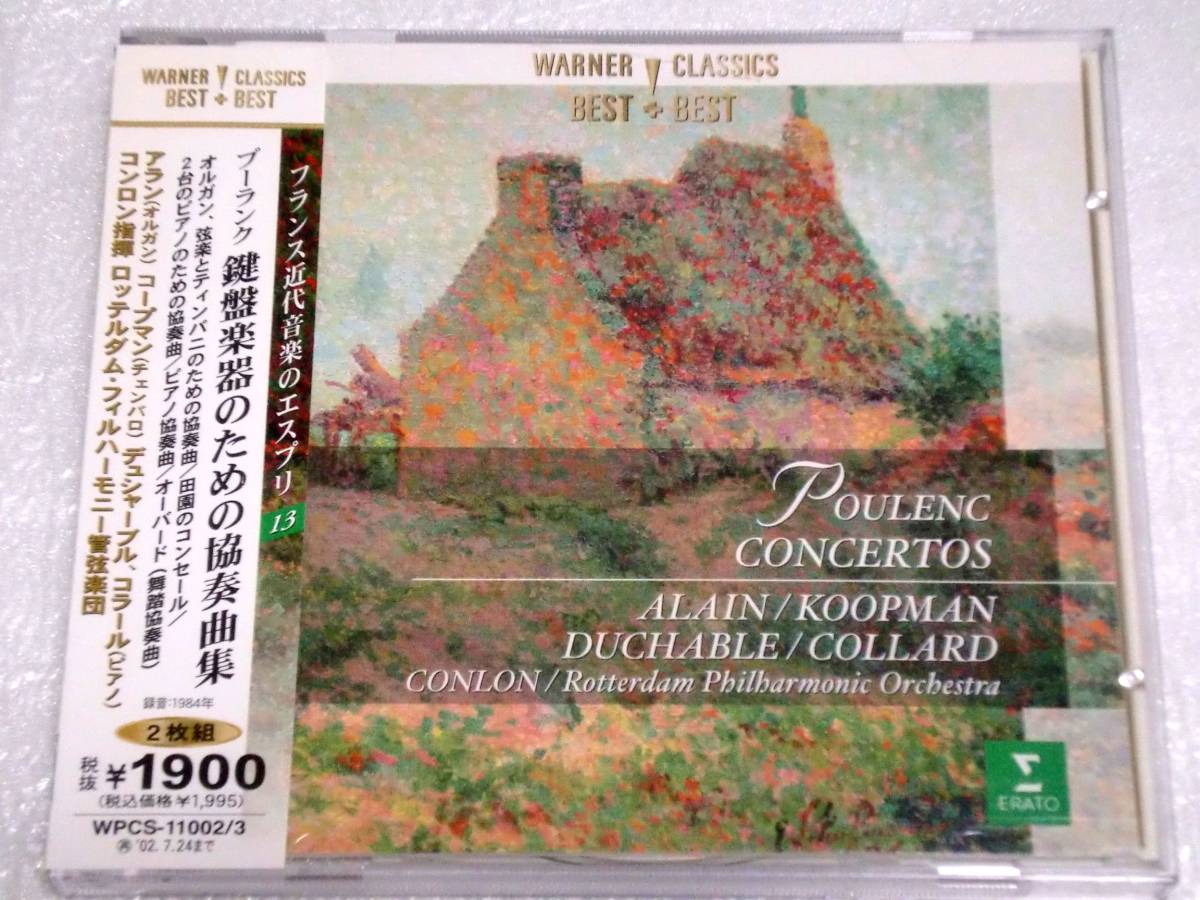 WARNER CLASSICS
BEST + BEST
フランス近代音楽のエスプリ 13
プーランク 鍵盤楽器のための協奏曲集
オルガン、弦楽とティンパニのための協奏曲/田園のコンセール/
2台のピアノのための協奏曲/ピアノ協奏曲/オーバード(舞踏協奏曲)
アラン(オルガン) コープマン(チェンバロ) デュシャーブル、コラール(ピアノ)
コンロン指揮 ロッテルダム・フィルハーモニー管弦楽団
録音:1984年
2枚組
税抜 ¥1900
(税込価格¥1,995)
WPCS-11002/3
再 '02.7.24まで
WARNER CLASSICS
BEST + BEST
POULENC
CONCERTOS
ALAIN/KOOPMAN
DUCHABLE/COLLARD
CONLON/Rotterdam Philharmonic Orchestra
ERATO